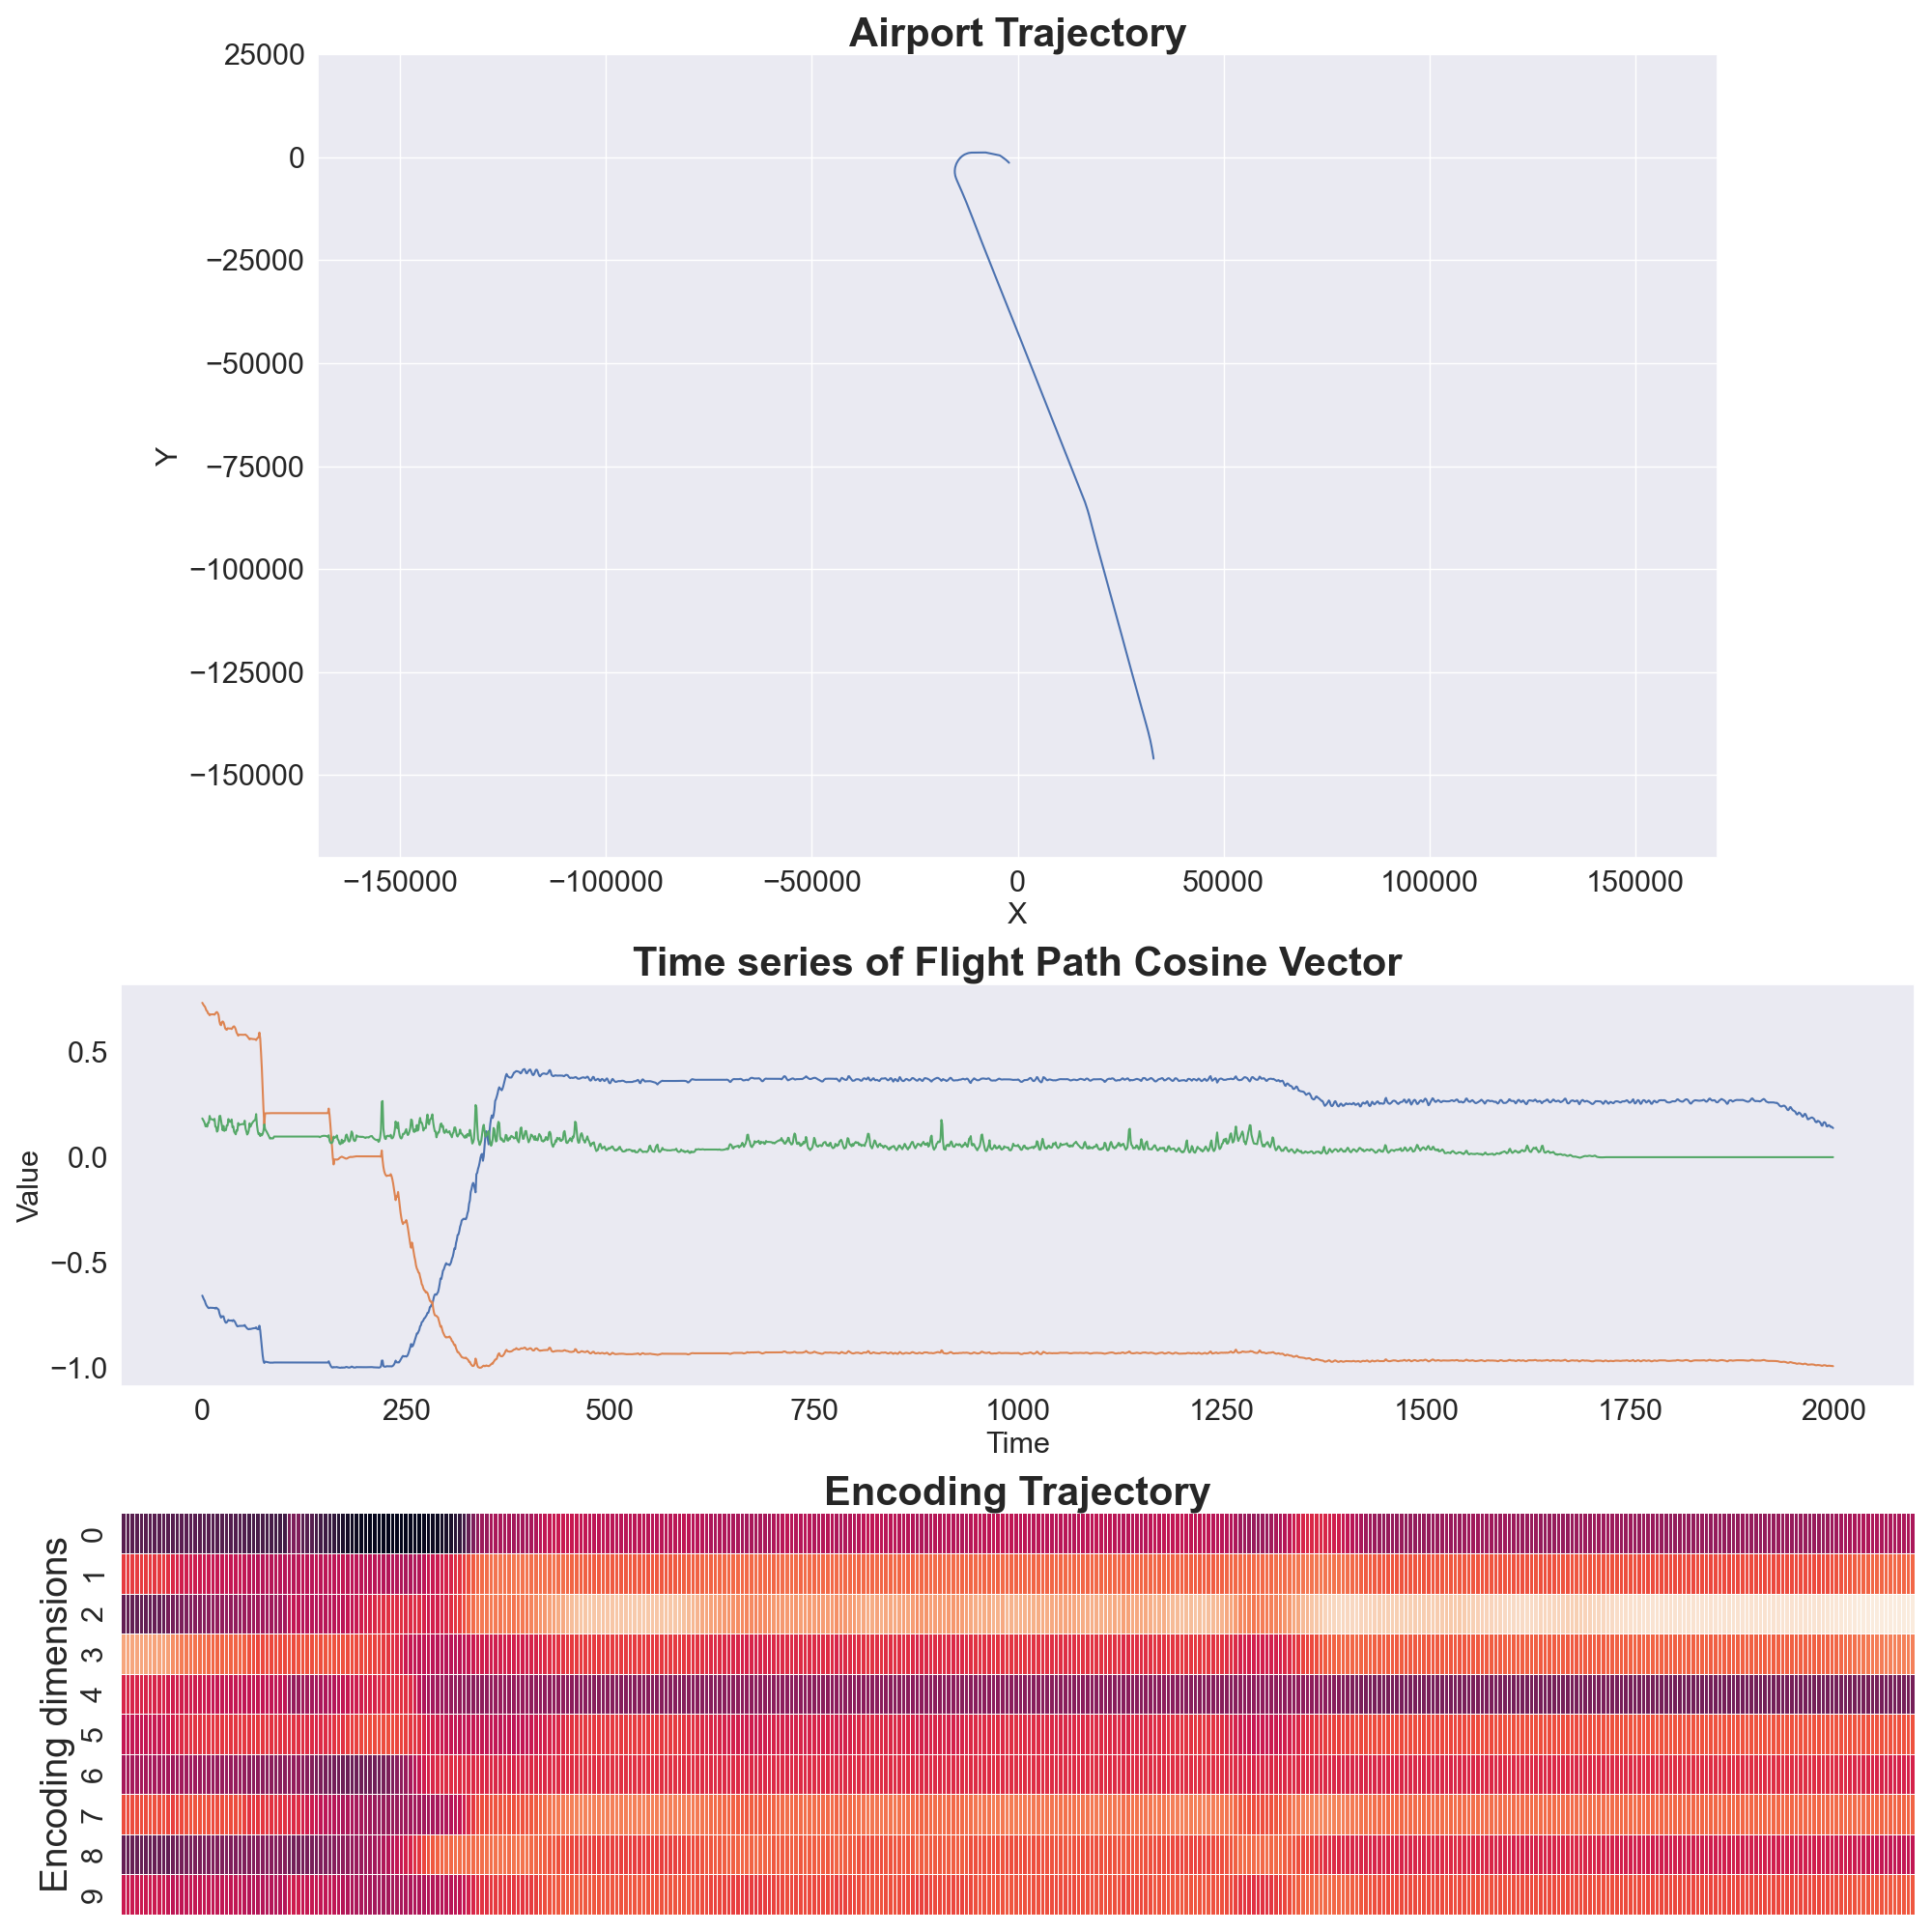 Airport Trajectory
25000
0
−25000
−50000
−75000
−100000
−125000
−150000
Y
−150000 −100000 −50000 0 50000 100000 150000
X
Time series of Flight Path Cosine Vector
0.5
0.0
−0.5
−1.0
Value
0 250 500 750 1000 1250 1500 1750 2000
Time
Encoding Trajectory
Encoding dimensions
0
1
2
3
4
5
6
7
8
9